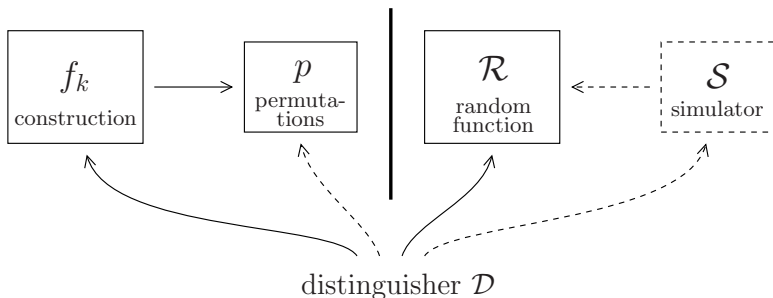 f_k
construction
p
permuta-
tions
R
random
function
S
simulator
distinguisher D